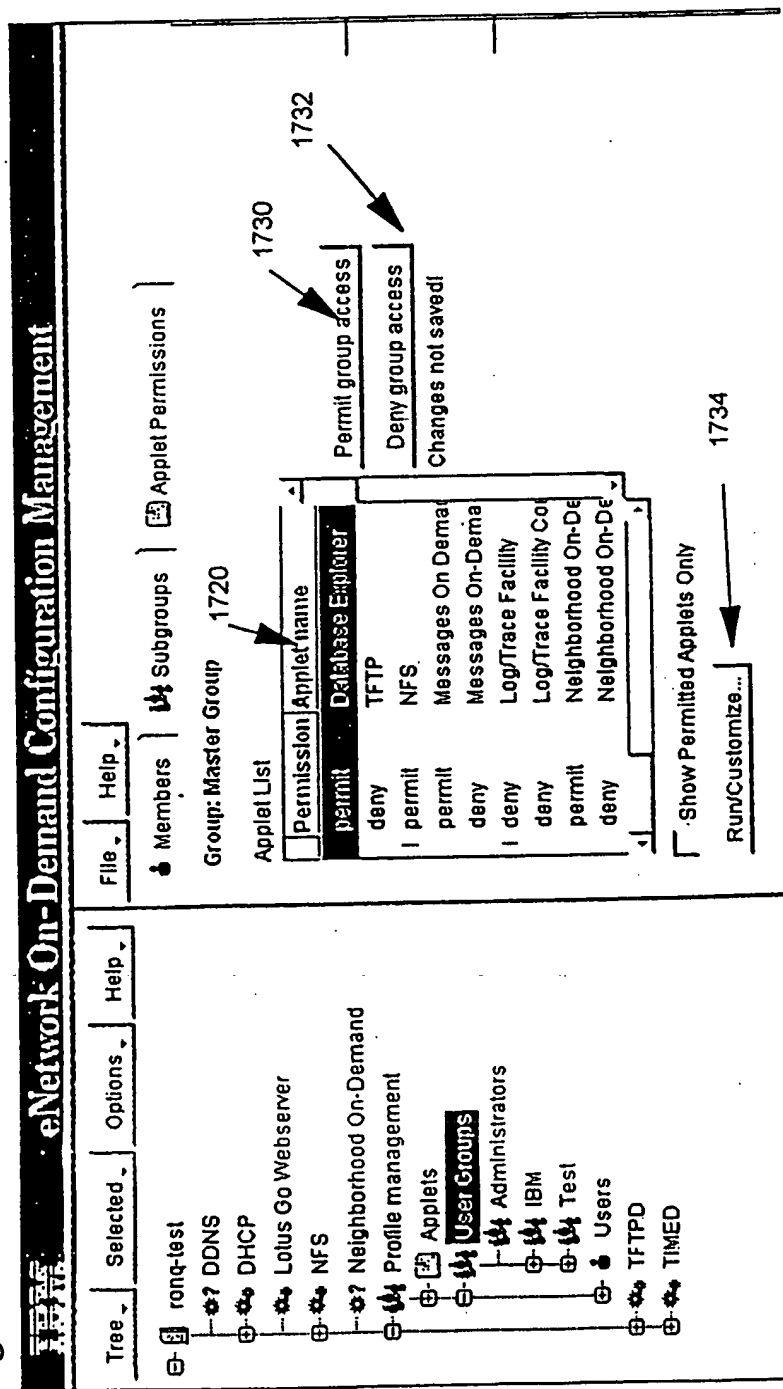 eNetwork On-Demand Configuration Management
Tree Selected Options Help
ronq-test
? DDNS
DHCP
Lotus Go Webserver
NFS
? Neighborhood On-Demand
Profile management
Applets
User Groups
Administrators
IBM
Test
Users
TFTPD
TIMED
File Help
Members Subgroups Applet Permissions
Group: Master Group
1720
Applet List
Permission Applet name
permit Database Explorer
deny TFTP
permit NFS
permit Messages On Demand
deny Messages On-Dema
deny Log/Trace Facility
deny Log/Trace Facility Con
permit Neighborhood On-De
deny Neighborhood On-De
Permit group access
1730
Deny group access
1732
Changes not saved!
Show Permitted Applets Only
Run/Customize...
1734